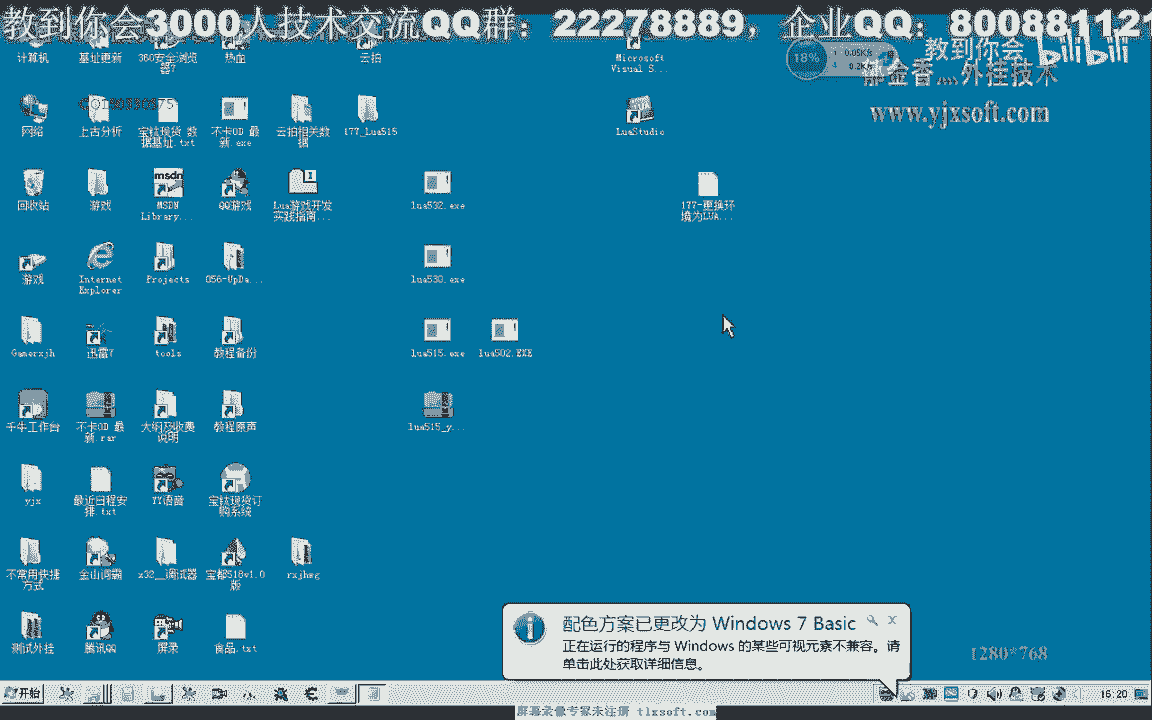 教到你会3000人技术交流QQ群：22278889，企业QQ：800881121
计算机
基址更新
360安全浏览器7
热血
云拍
Microsoft Visual S...
18%
0.05K/s
0.2K/s
教到你会
bilibili
郁金香灬外挂技术
www.yjxsoft.com
网络
上古分析
宝钛现货 数据基址.txt
不卡OD 最新.exe
云拍相关数据
177_Lua515
LuaStudio
回收站
游戏
MSDN Library...
QQ游戏
Lua游戏开发实践指南...
lua532.exe
177-更换环境为LUA...
游戏
Internet Explorer
Projects
056-UpDa...
lua530.exe
Gamerxjh
迅雷7
tools
教程备份
lua515.exe
lua502.EXE
千牛工作台
不卡OD 最新.rar
大纲及收费说明
教程原声
lua515_y...
yjx
最近日程安排.txt
YY语音
宝钛现货订购系统
不常用快捷方式
金山词霸
x32__调试器
宝都518v1.0版
rxjhsg
测试外挂
腾讯QQ
屏录
食品.txt
配色方案已更改为 Windows 7 Basic
正在运行的程序与 Windows 的某些可视元素不兼容。请
单击此处获取详细信息。
1280*768
开始
16:20
屏幕录像专家未注册 tlxsoft.com